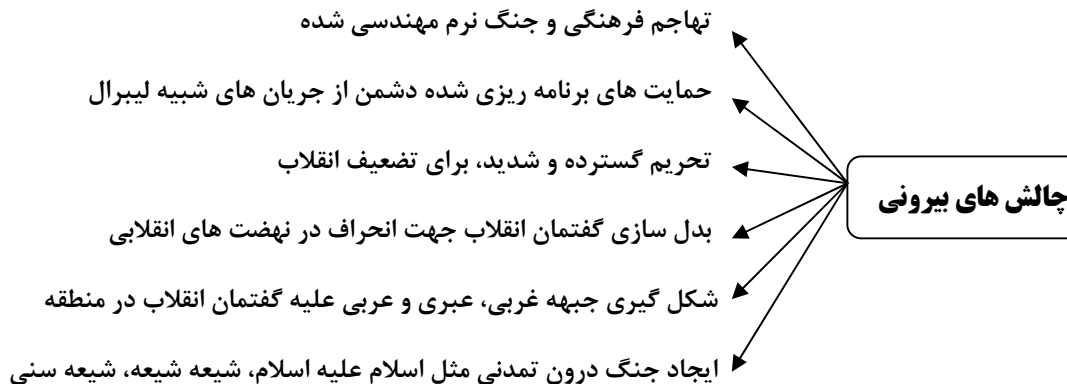 چالش های بیرونی
تهاجم فرهنگی و جنگ نرم مهندسی شده
حمایت های برنامه ریزی شده دشمن از جریان های شبیه لیبرال
تحریم گسترده و شدید، برای تضعیف انقلاب
بدل سازی گفتمان انقلاب جهت انحراف در نهضت های انقلابی
شکل گیری جبهه غربی، عبری و عربی علیه گفتمان انقلاب در منطقه
ایجاد جنگ درون تمدنی مثل اسلام علیه اسلام، شیعه شیعه، شیعه سنی